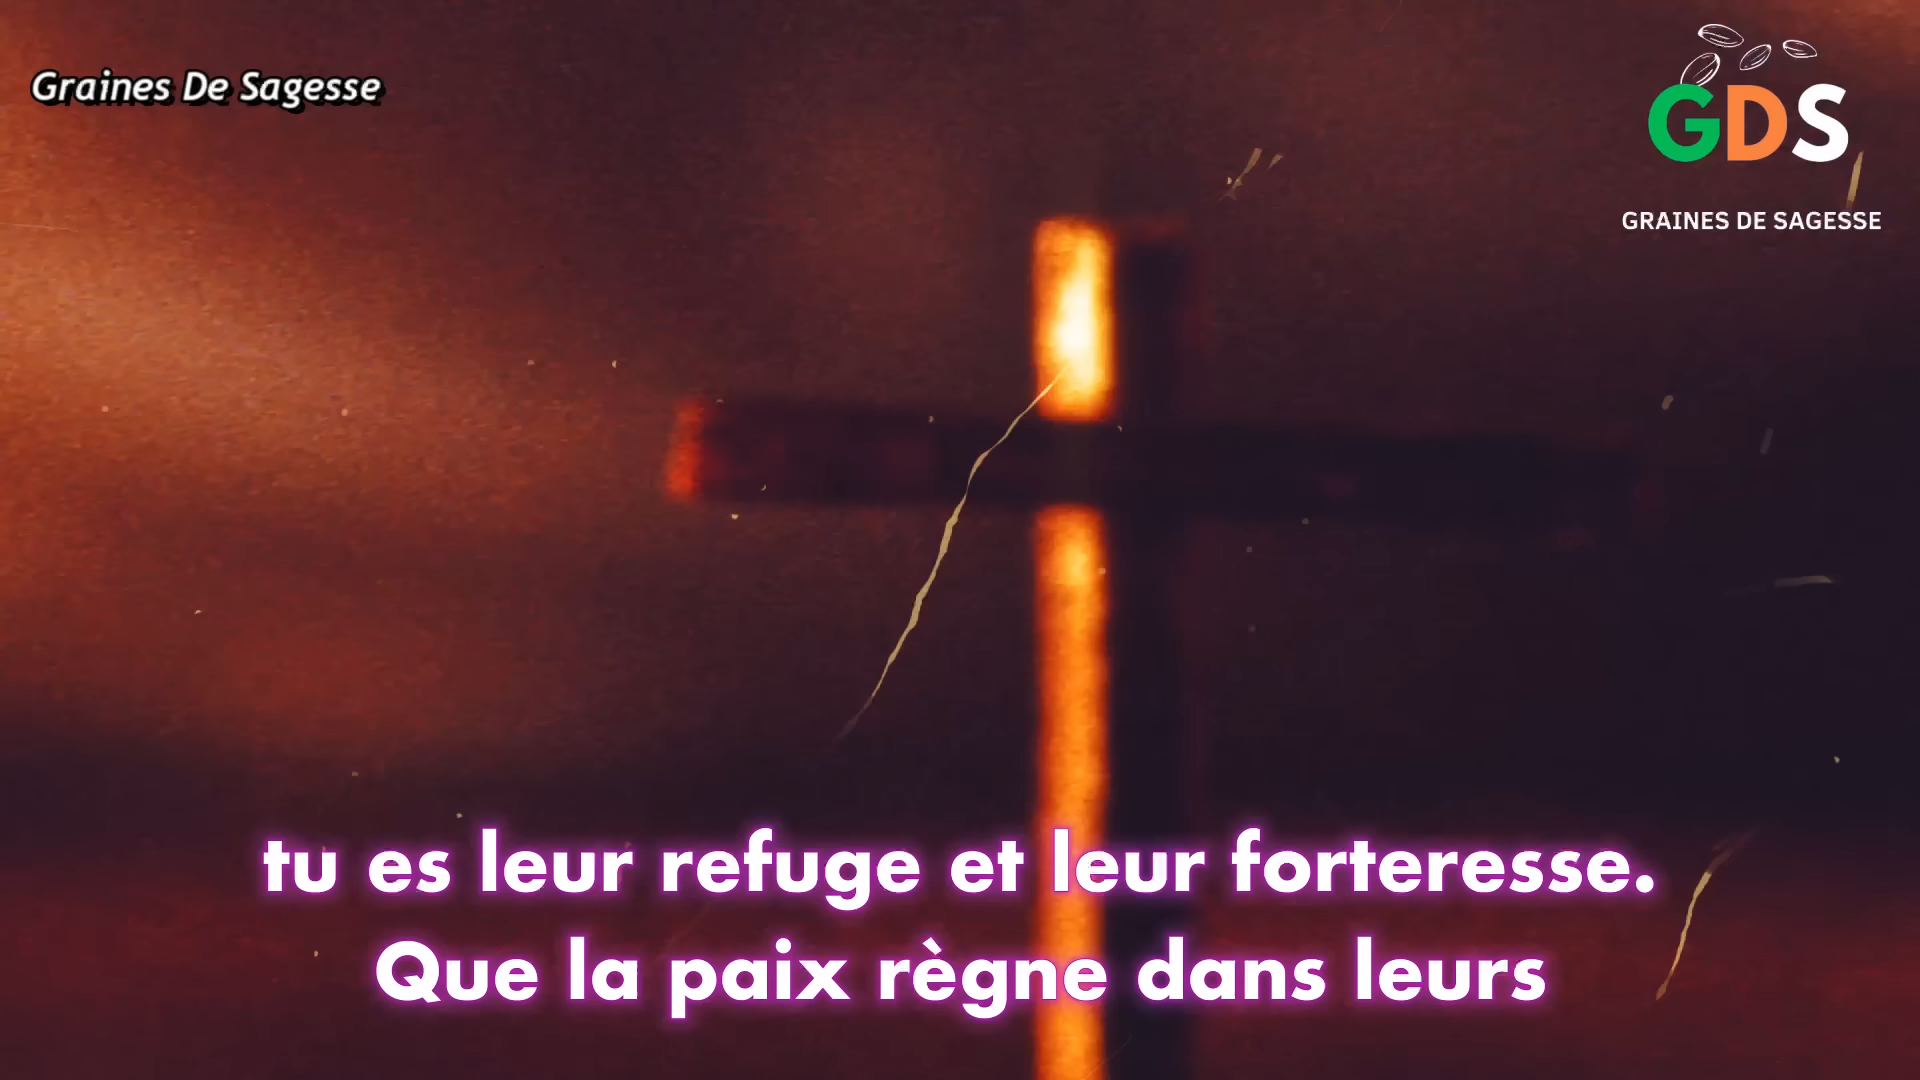 Graines De Sagesse
GDS
GRAINES DE SAGESSE
tu es leur refuge et leur forteresse.
Que la paix règne dans leurs